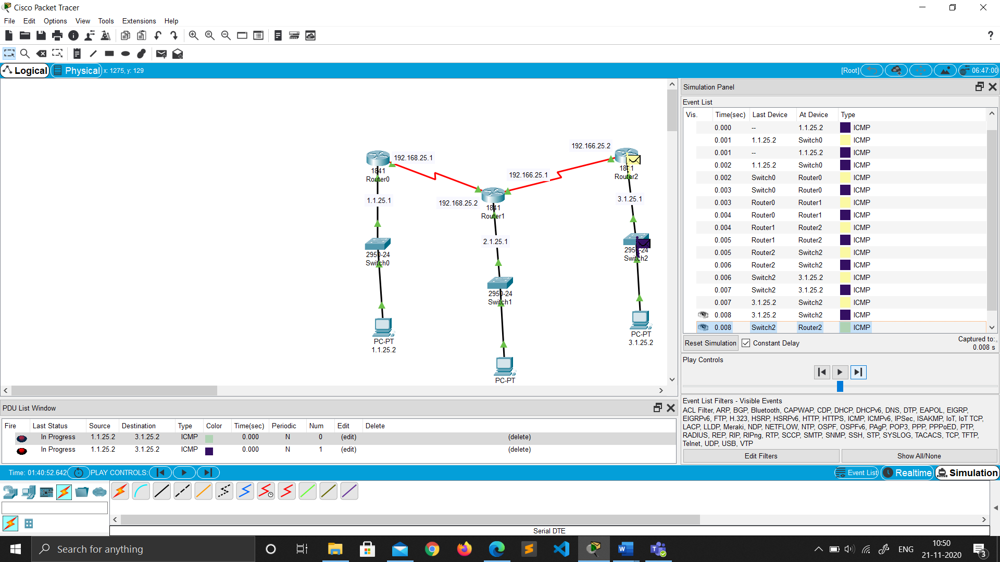 Cisco Packet Tracer
File Edit Options View Tools Extensions Help
Logical Physical x: 1275, y: 129 [Root] 06:47:00
192.168.25.1
1841
Router0
1.1.25.1
2950-24
Switch0
PC-PT
1.1.25.2
192.168.25.2
1841
Router1
192.166.25.1
2.1.25.1
2950-24
Switch1
PC-PT
192.166.25.2
Router2
3.1.25.1
Switch2
PC-PT
3.1.25.2
Simulation Panel
Event List
Vis. Time(sec) Last Device At Device Type
0.000 -- 1.1.25.2 ICMP
0.001 1.1.25.2 Switch0 ICMP
0.001 -- 1.1.25.2 ICMP
0.002 1.1.25.2 Switch0 ICMP
0.002 Switch0 Router0 ICMP
0.003 Switch0 Router0 ICMP
0.003 Router0 Router1 ICMP
0.004 Router0 Router1 ICMP
0.004 Router1 Router2 ICMP
0.005 Router1 Router2 ICMP
0.005 Router2 Switch2 ICMP
0.006 Router2 Switch2 ICMP
0.006 Switch2 3.1.25.2 ICMP
0.007 Switch2 3.1.25.2 ICMP
0.007 3.1.25.2 Switch2 ICMP
0.008 3.1.25.2 Switch2 ICMP
0.008 Switch2 Router2 ICMP
Reset Simulation Constant Delay Captured to:
0.008 s
Play Controls
Event List Filters - Visible Events
ACL Filter, ARP, BGP, Bluetooth, CAPWAP, CDP, DHCP, DHCPv6, DNS, DTP, EAPOL, EIGRP,
EIGRPv6, FTP, H.323, HSRP, HSRPv6, HTTP, HTTPS, ICMP, ICMPv6, IPSec, ISAKMP, IoT, IoT TCP,
LACP, LLDP, Meraki, NDP, NETFLOW, NTP, OSPF, OSPFv6, PAgP, POP3, PPP, PPPoED, PTP,
RADIUS, REP, RIP, RIPng, RTP, SCCP, SMTP, SNMP, SSH, STP, SYSLOG, TACACS, TCP, TFTP,
Telnet, UDP, USB, VTP
Edit Filters Show All/None
PDU List Window
Fire Last Status Source Destination Type Color Time(sec) Periodic Num Edit Delete
In Progress 1.1.25.2 3.1.25.2 ICMP 0.000 N 0 (edit) (delete)
In Progress 1.1.25.2 3.1.25.2 ICMP 0.000 N 1 (edit) (delete)
Time: 01:40:52.642 PLAY CONTROLS: Event List Realtime Simulation
Serial DTE
Search for anything
ENG
10:50
21-11-2020
3